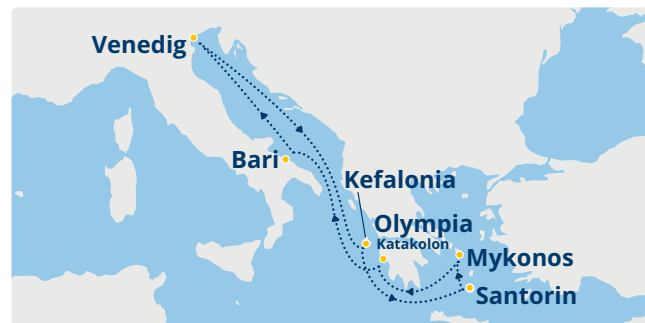 Venedig
Bari
Kefalonia
Olympia
Katakolon
Mykonos
Santorin